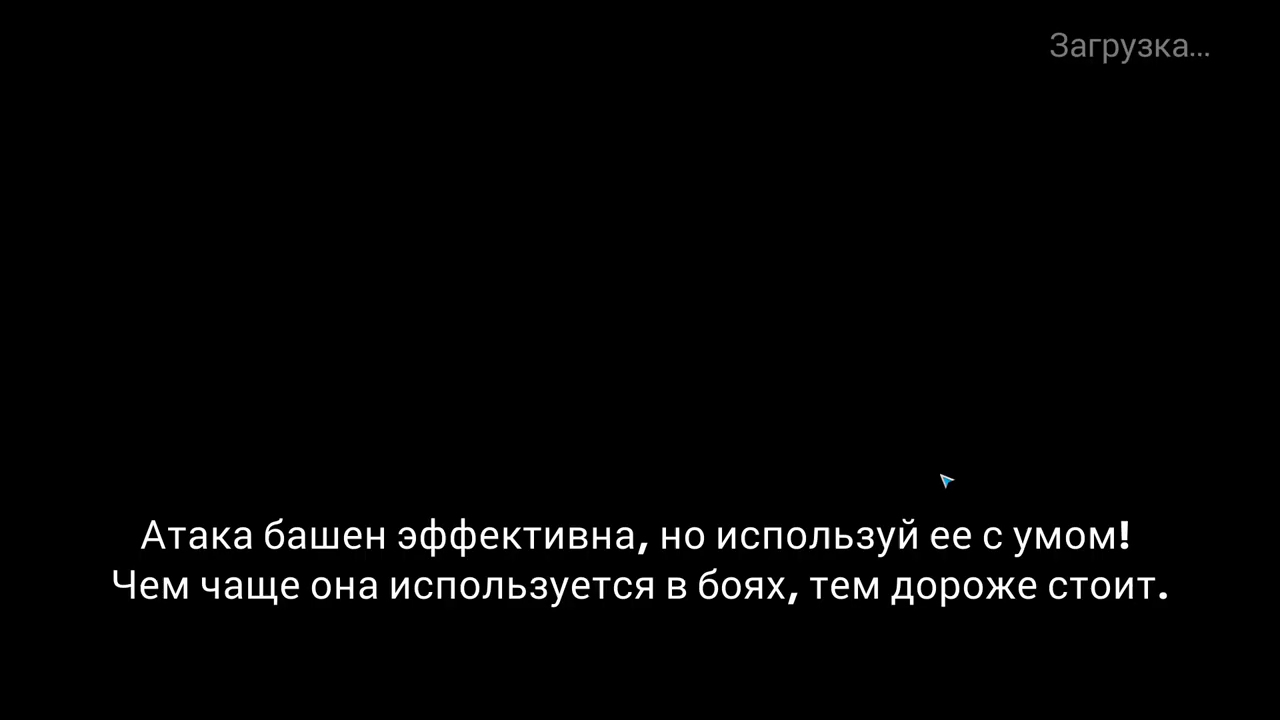 Загрузка...
Атака башен эффективна, но используй ее с умом!
Чем чаще она используется в боях, тем дороже стоит.